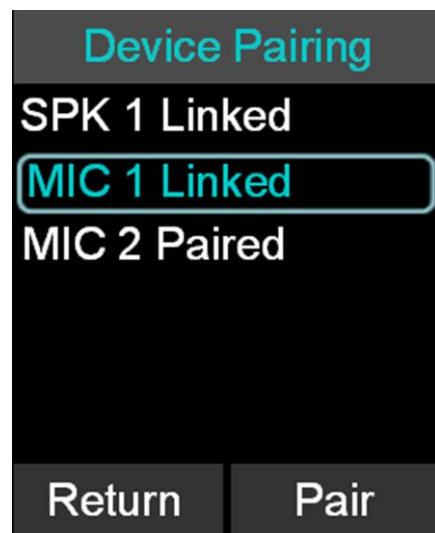 Device Pairing
SPK 1 Linked
MIC 1 Linked
MIC 2 Paired
Return Pair